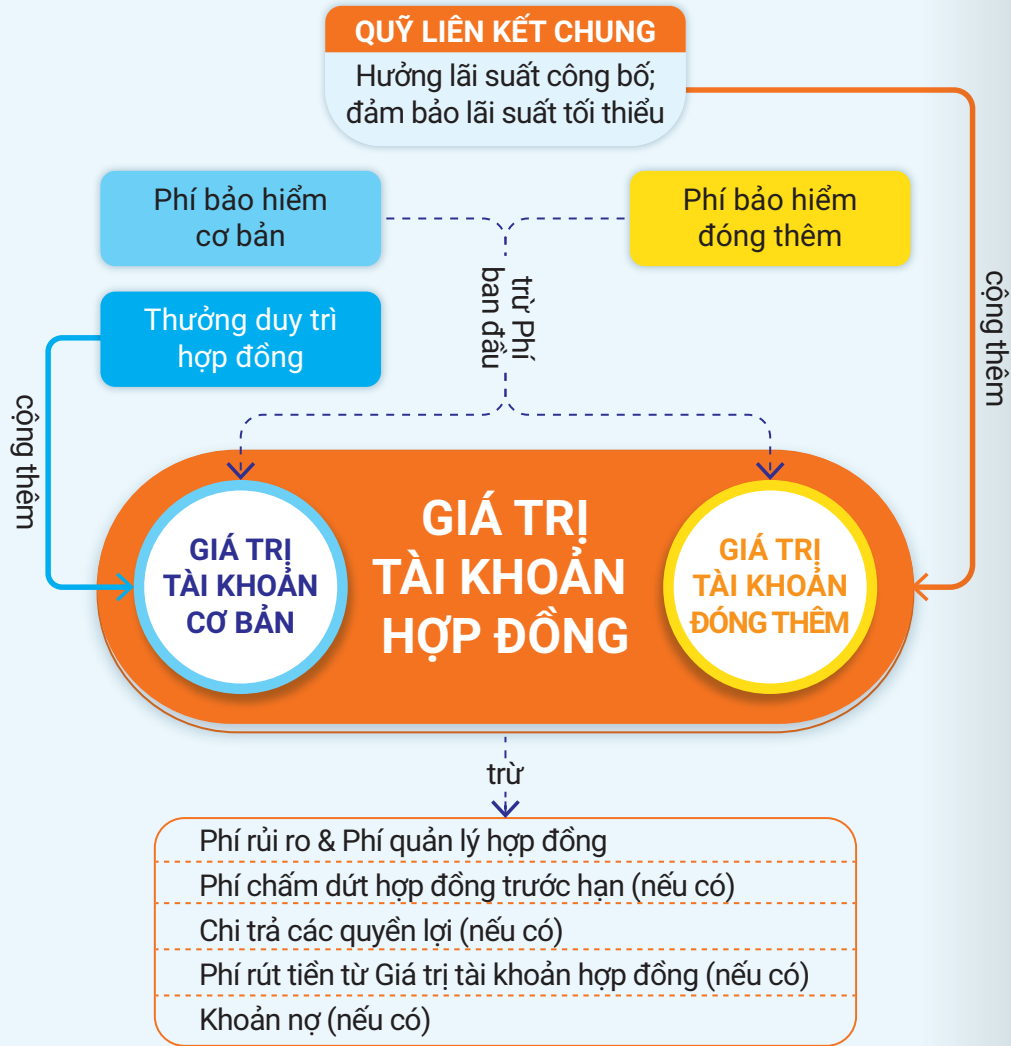 QUỸ LIÊN KẾT CHUNG
Hưởng lãi suất công bố;
đảm bảo lãi suất tối thiểu
Phí bảo hiểm
cơ bản
Phí bảo hiểm
đóng thêm
trừ Phí
ban đầu
Thưởng duy trì
hợp đồng
cộng thêm
cộng thêm
GIÁ TRỊ
TÀI KHOẢN
CƠ BẢN
GIÁ TRỊ
TÀI KHOẢN
HỢP ĐỒNG
GIÁ TRỊ
TÀI KHOẢN
ĐÓNG THÊM
trừ
Phí rủi ro & Phí quản lý hợp đồng
Phí chấm dứt hợp đồng trước hạn (nếu có)
Chi trả các quyền lợi (nếu có)
Phí rút tiền từ Giá trị tài khoản hợp đồng (nếu có)
Khoản nợ (nếu có)